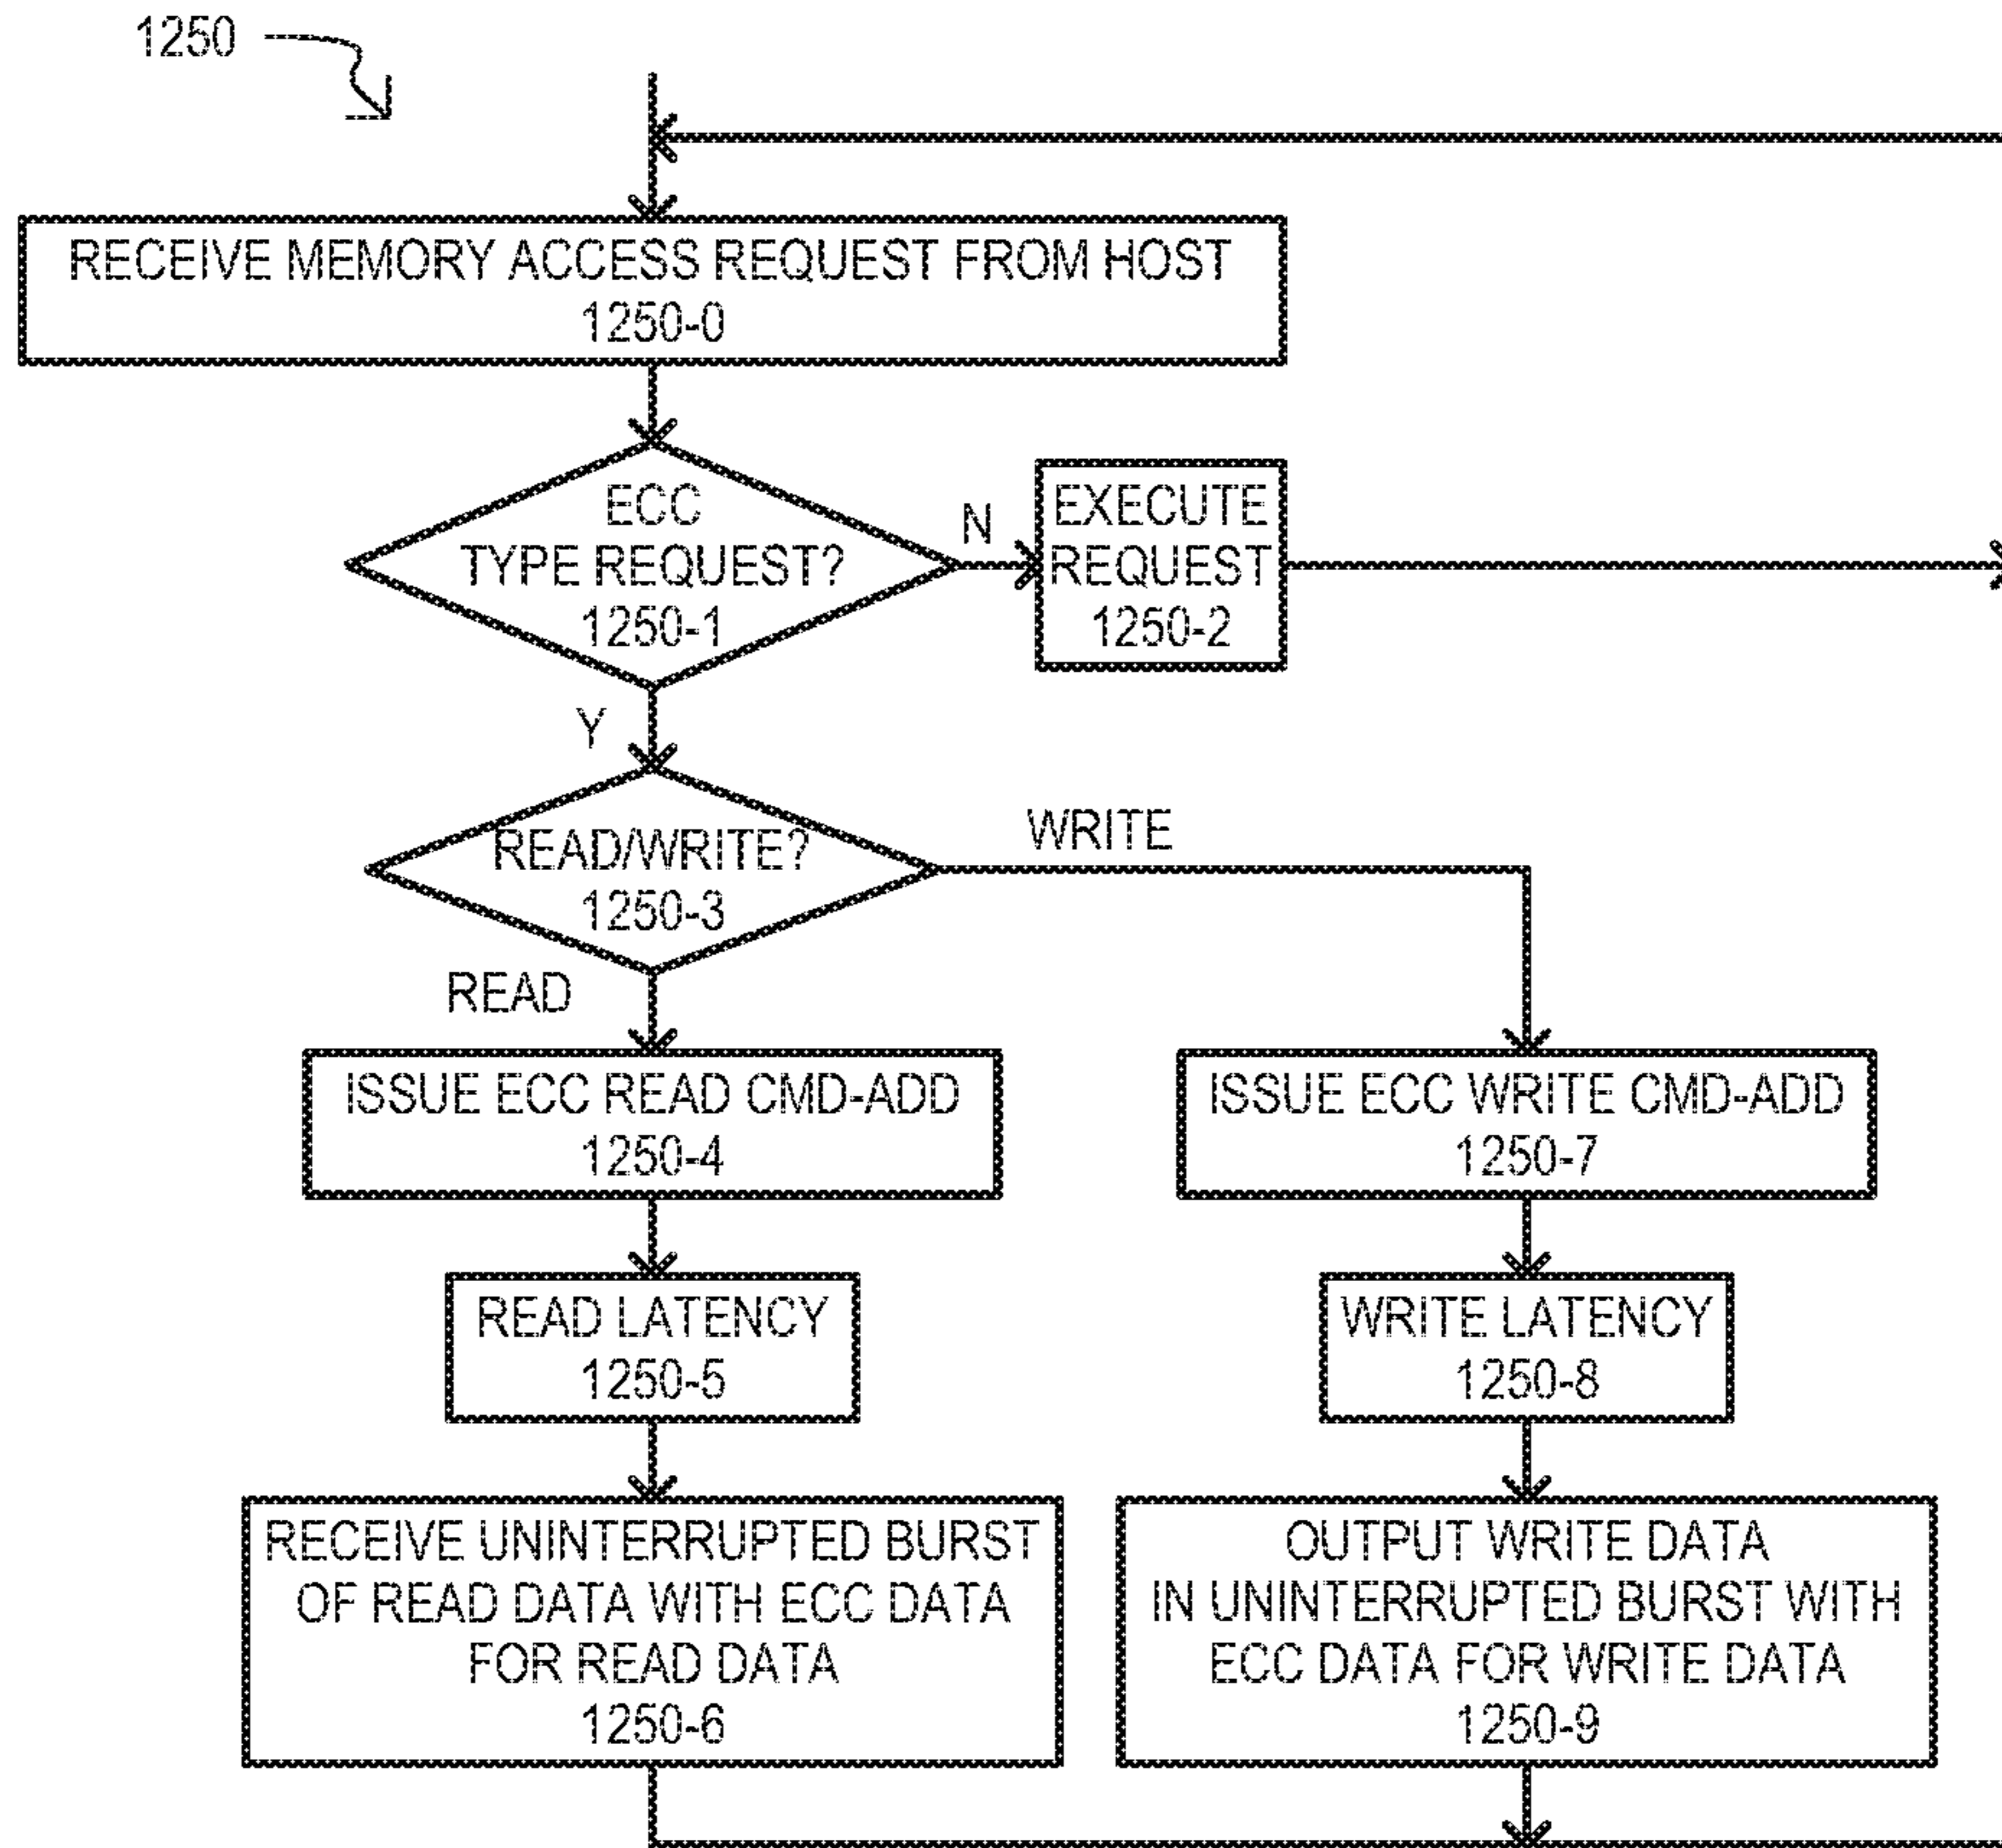 1250
RECEIVE MEMORY ACCESS REQUEST FROM HOST
1250-0
ECC
TYPE REQUEST?
1250-1
N
EXECUTE
REQUEST
1250-2
Y
READ/WRITE?
1250-3
WRITE
READ
ISSUE ECC READ CMD-ADD
1250-4
ISSUE ECC WRITE CMD-ADD
1250-7
READ LATENCY
1250-5
WRITE LATENCY
1250-8
RECEIVE UNINTERRUPTED BURST
OF READ DATA WITH ECC DATA
FOR READ DATA
1250-6
OUTPUT WRITE DATA
IN UNINTERRUPTED BURST WITH
ECC DATA FOR WRITE DATA
1250-9